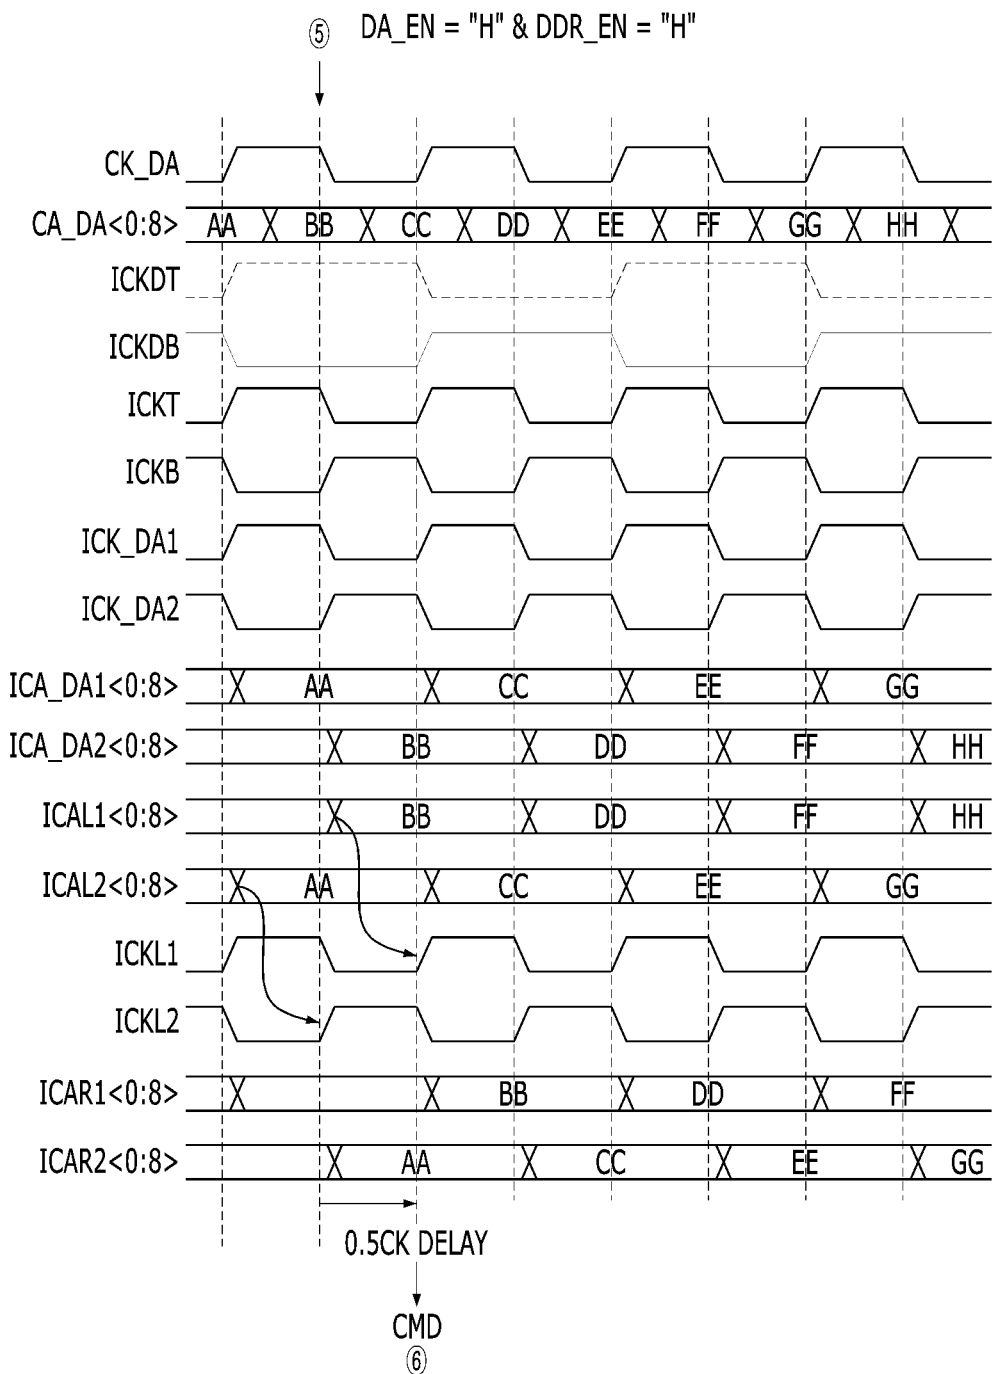 ⑤ DA_EN = "H" & DDR_EN = "H"
CK_DA
CA_DA<0:8> AA BB CC DD EE FF GG HH
ICKDT
ICKDB
ICKT
ICKB
ICK_DA1
ICK_DA2
ICA_DA1<0:8> AA CC EE GG
ICA_DA2<0:8> BB DD FF HH
ICAL1<0:8> BB DD FF HH
ICAL2<0:8> AA CC EE GG
ICKL1
ICKL2
ICAR1<0:8> BB DD FF
ICAR2<0:8> AA CC EE GG
0.5CK DELAY
CMD
⑥